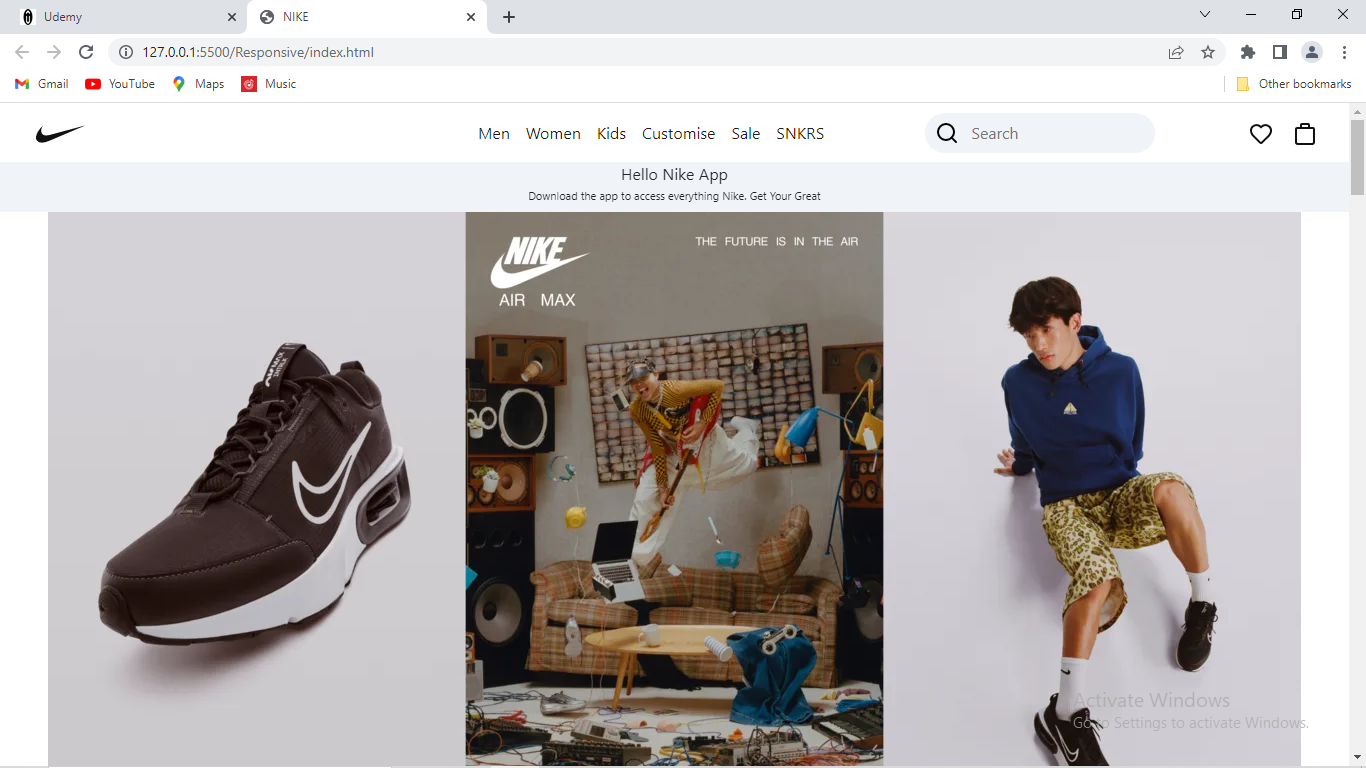 Udemy
NIKE
127.0.0.1:5500/Responsive/index.html
Gmail
YouTube
Maps
Music
Other bookmarks
Men
Women
Kids
Customise
Sale
SNKRS
Search
Hello Nike App
Download the app to access everything Nike. Get Your Great
NIKE
AIR MAX
THE FUTURE IS IN THE AIR
AIR MAX
Activate Windows
Go to Settings to activate Windows.